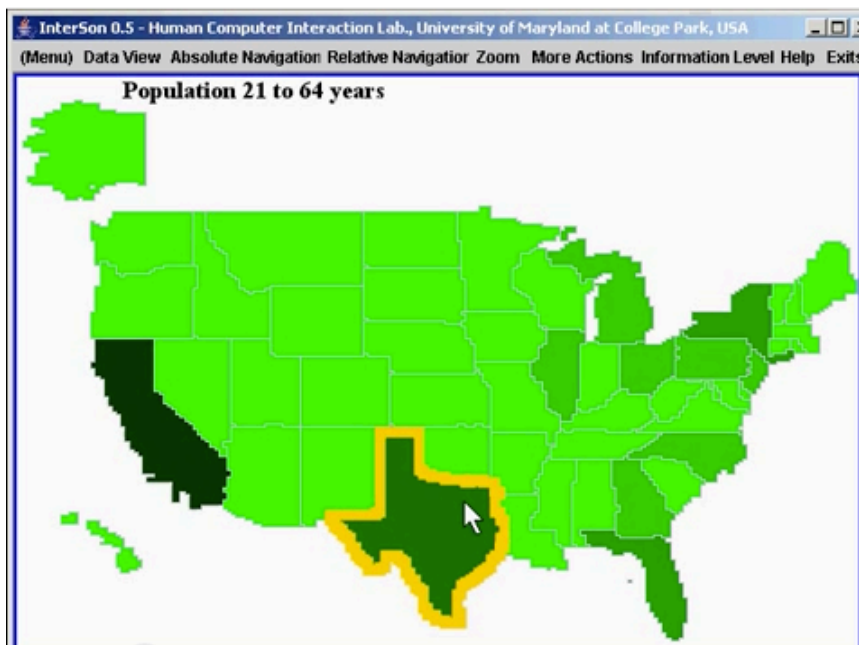 InterSon 0.5 - Human Computer Interaction Lab., University of Maryland at College Park, USA
(Menu) Data View Absolute Navigation Relative Navigation Zoom More Actions Information Level Help Exits
Population 21 to 64 years